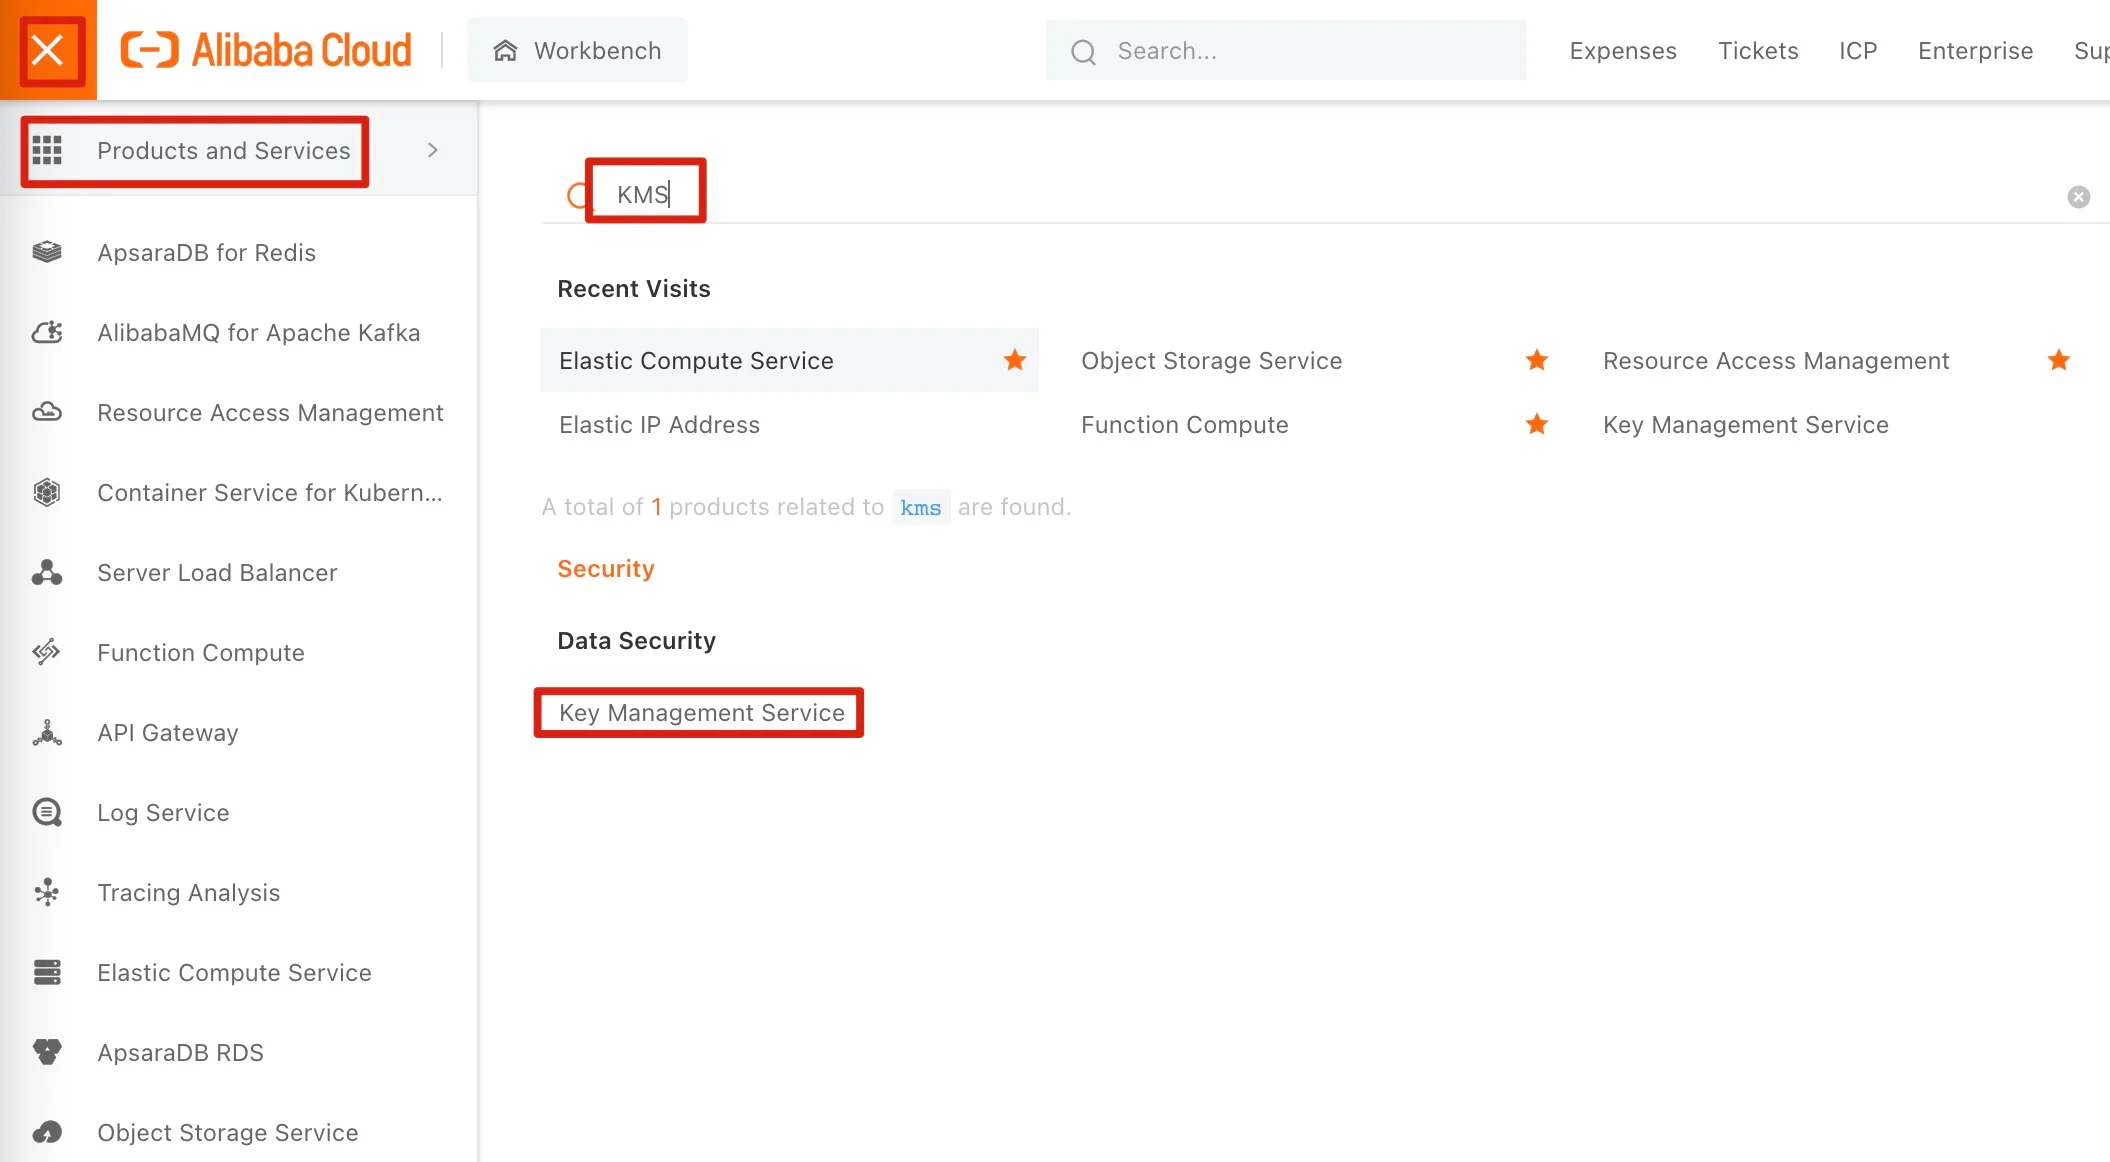 Alibaba Cloud Workbench Search... Expenses Tickets ICP Enterprise Sup
Products and Services
ApsaraDB for Redis
AlibabaMQ for Apache Kafka
Resource Access Management
Container Service for Kubern...
Server Load Balancer
Function Compute
API Gateway
Log Service
Tracing Analysis
Elastic Compute Service
ApsaraDB RDS
Object Storage Service
KMS
Recent Visits
Elastic Compute Service Object Storage Service Resource Access Management
Elastic IP Address Function Compute Key Management Service
A total of 1 products related to kms are found.
Security
Data Security
Key Management Service